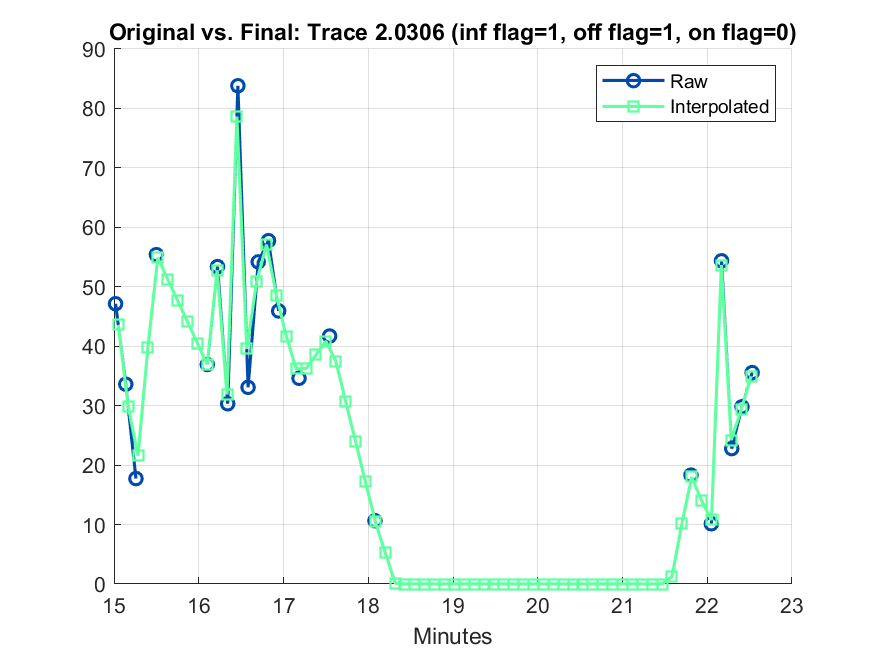 Original vs. Final: Trace 2.0306 (inf flag=1, off flag=1, on flag=0)
90
80
70
60
50
40
30
20
10
0
Raw
Interpolated
15 16 17 18 19 20 21 22 23
Minutes